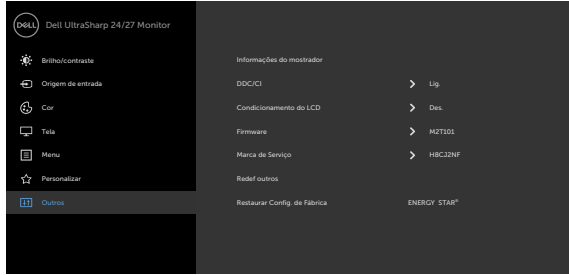 DELL
Dell UltraSharp 24/27 Monitor
Brilho/contraste
Origem de entrada
Cor
Tela
Menu
Personalizar
Outros
Informações do mostrador
DDC/CI Lig.
Condicionamento do LCD Des.
Firmware M2T101
Marca de Serviço H8CJ2NF
Redef outros
Restaurar Config. de Fábrica ENERGY STAR®